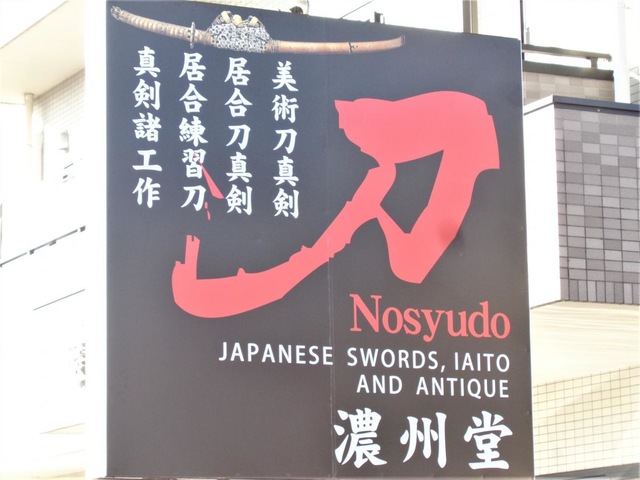 美術刀真剣
居合刀真剣
居合練習刀
真剣諸工作
刀
Nosyudo
JAPANESE SWORDS, IAITO
AND ANTIQUE
濃州堂